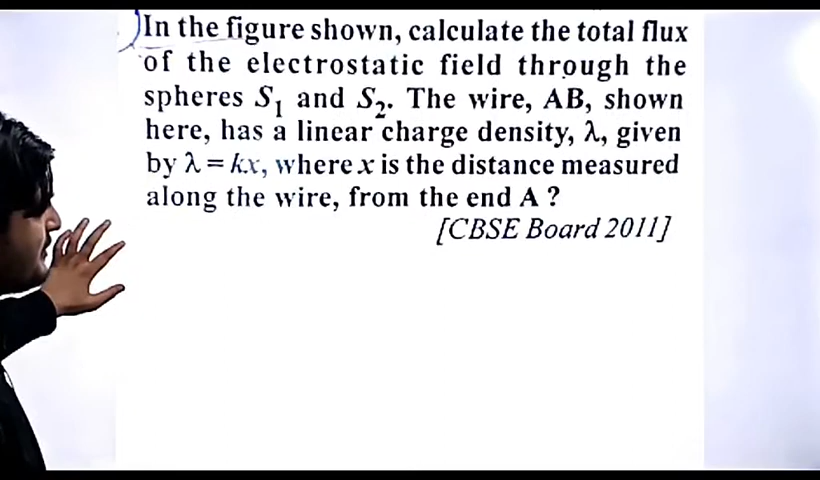 In the figure shown, calculate the total flux
of the electrostatic field through the
spheres S₁ and S₂. The wire, AB, shown
here, has a linear charge density, λ, given
by λ = kx, where x is the distance measured
along the wire, from the end A ?
[CBSE Board 2011]